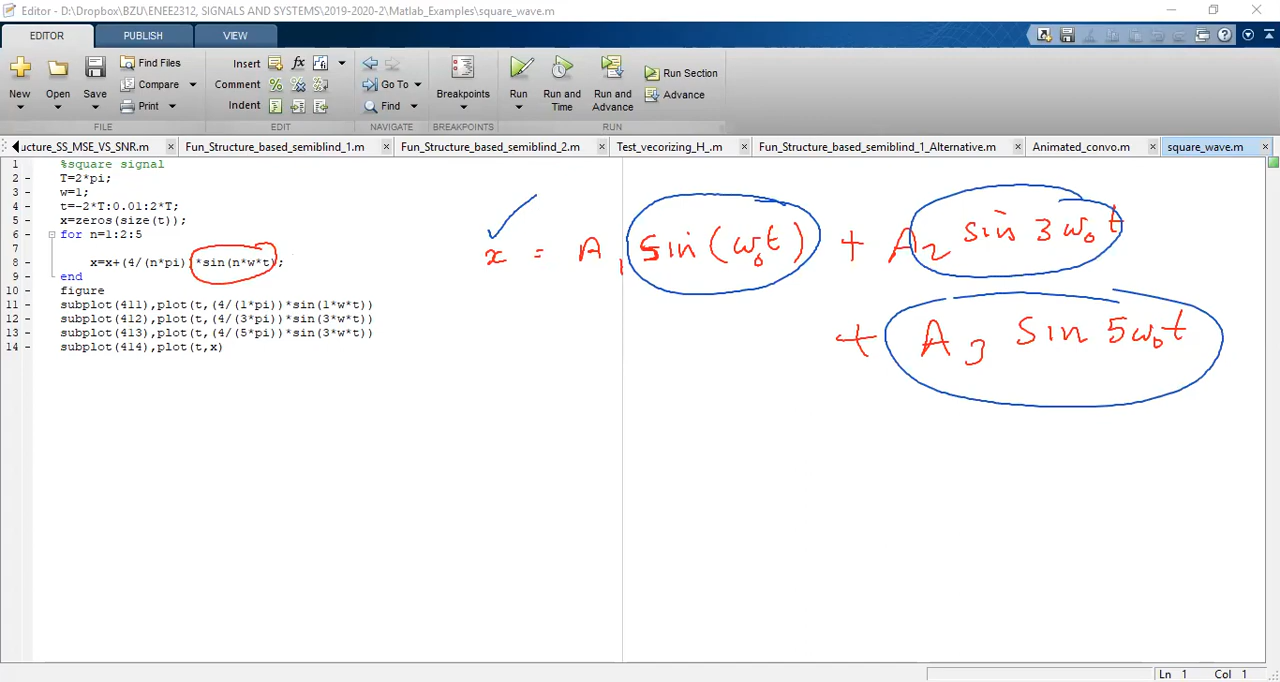 Editor - D:\Dropbox\BZU\ENEE2312, SIGNALS AND SYSTEMS\2019-2020-2\Matlab_Examples\square_wave.m
EDITOR PUBLISH VIEW
New Open Save Find Files Compare Print
Insert fx Comment Indent
Go To Find
Breakpoints
Run Run and Time Run and Advance Run Section Advance
FILE EDIT NAVIGATE BREAKPOINTS RUN
ucture_SS_MSE_VS_SNR.m Fun_Structure_based_semiblind_1.m Fun_Structure_based_semiblind_2.m Test_vecorizing_H_.m Fun_Structure_based_semiblind_1_Alternative.m Animated_convo.m square_wave.m
1 %square signal
2 - T=2*pi;
3 - w=1;
4 - t=-2*T:0.01:2*T;
5 - x=zeros(size(t));
6 - for n=1:2:5
7
8 - x=x+(4/(n*pi))*sin(n*w*t);
9 - end
10 - figure
11 - subplot(411),plot(t,(4/(1*pi))*sin(1*w*t))
12 - subplot(412),plot(t,(4/(3*pi))*sin(3*w*t))
13 - subplot(413),plot(t,(4/(5*pi))*sin(3*w*t))
14 - subplot(414),plot(t,x)
x = A₁ sin(ω₀t) + A₂ sin 3ω₀t
+ A₃ sin 5ω₀t
Ln 1 Col 1